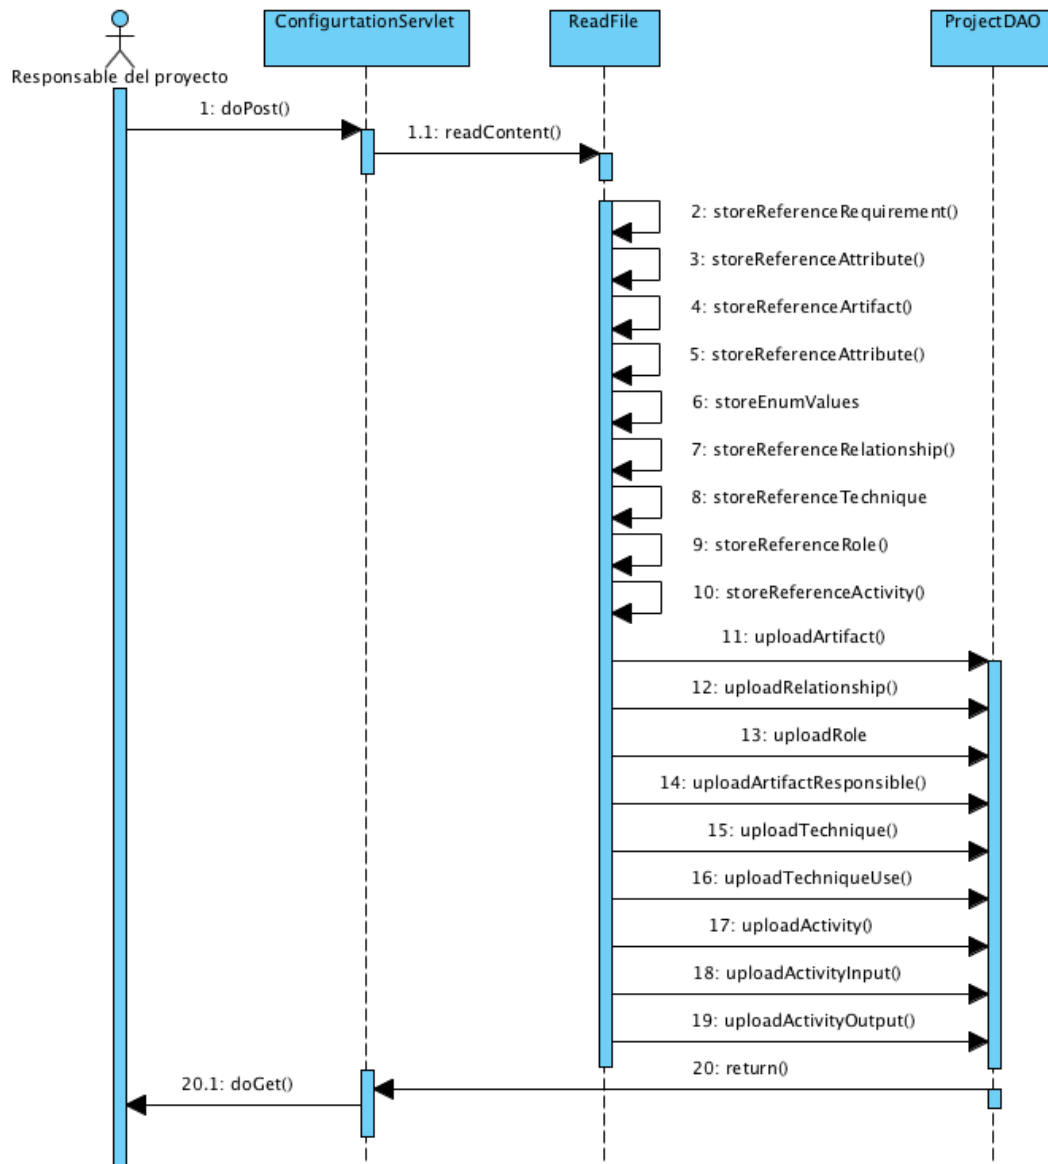 ConfigurtationServlet
ReadFile
ProjectDAO
Responsable del proyecto
1: doPost()
1.1: readContent()
2: storeReferenceRequirement()
3: storeReferenceAttribute()
4: storeReferenceArtifact()
5: storeReferenceAttribute()
6: storeEnumValues
7: storeReferenceRelationship()
8: storeReferenceTechnique
9: storeReferenceRole()
10: storeReferenceActivity()
11: uploadArtifact()
12: uploadRelationship()
13: uploadRole
14: uploadArtifactResponsible()
15: uploadTechnique()
16: uploadTechniqueUse()
17: uploadActivity()
18: uploadActivityInput()
19: uploadActivityOutput()
20: return()
20.1: doGet()